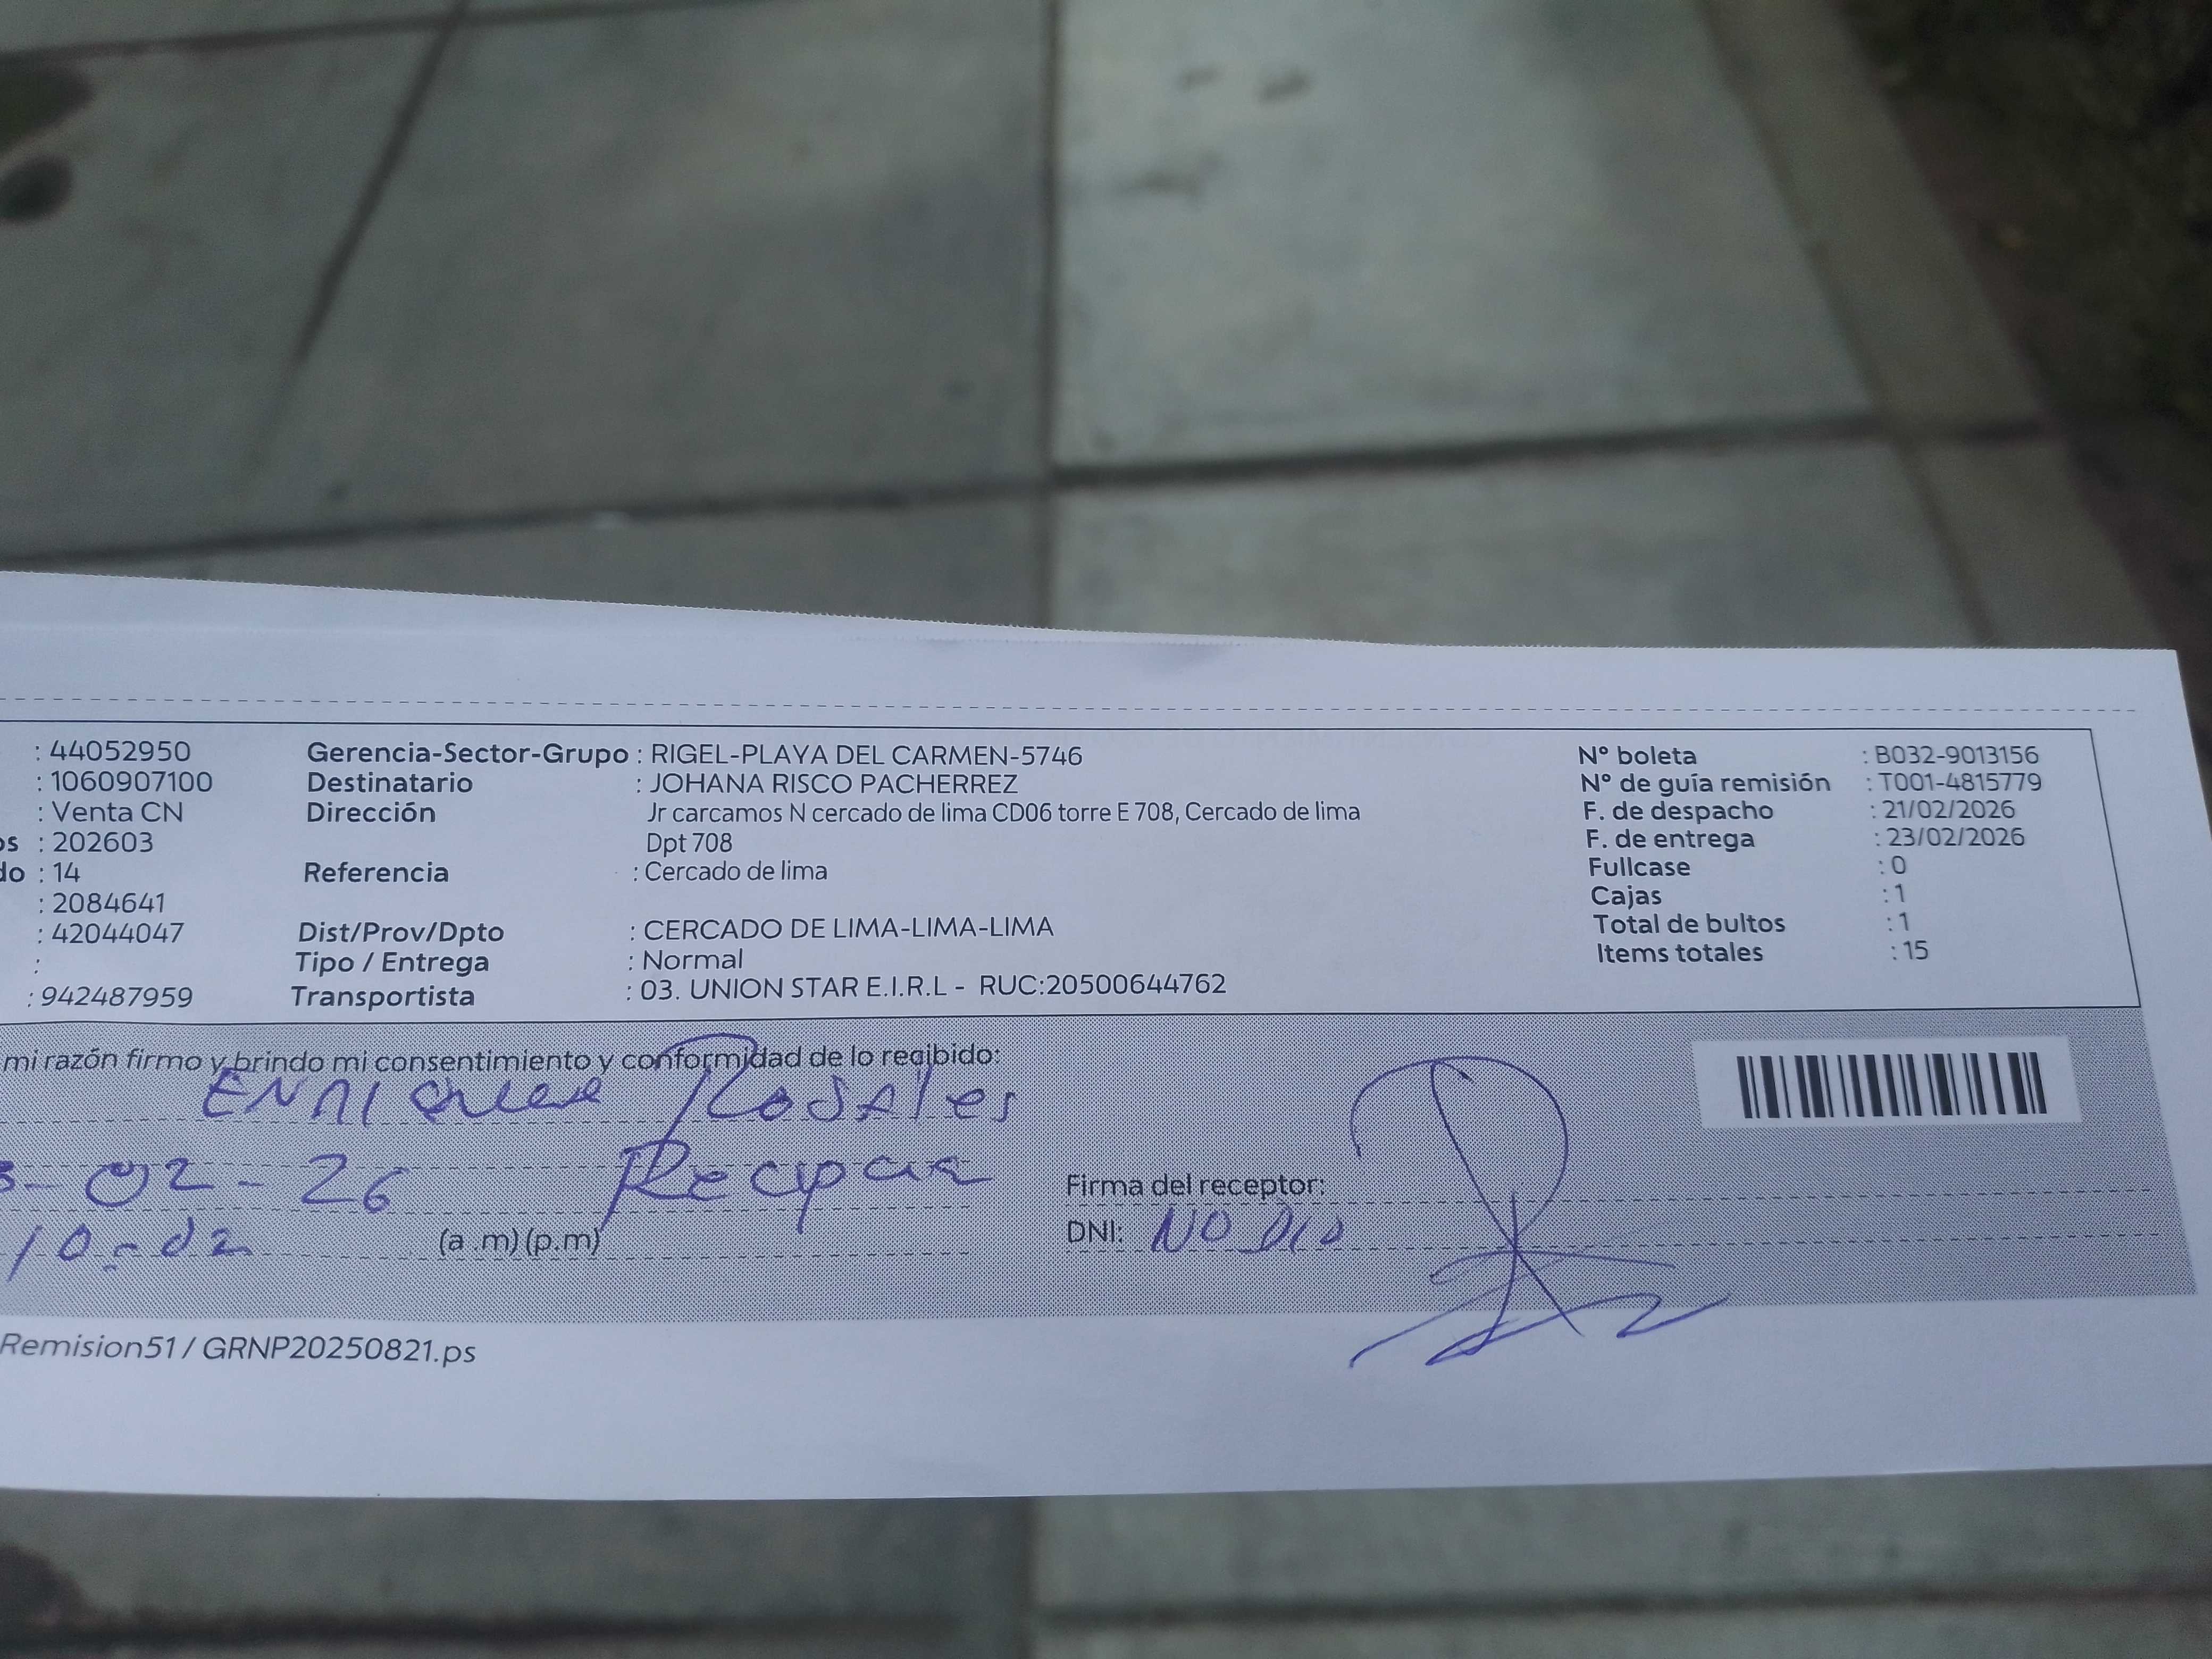 : 44052950 Gerencia-Sector-Grupo : RIGEL-PLAYA DEL CARMEN-5746 N° boleta : B032-9013156
: 1060907100 Destinatario : JOHANA RISCO PACHERREZ N° de guía remisión : T001-4815779
: Venta CN Dirección Jr carcamos N cercado de lima CD06 torre E 708, Cercado de lima F. de despacho : 21/02/2026
os : 202603 Dpt 708 F. de entrega : 23/02/2026
do : 14 Referencia : Cercado de lima Fullcase : 0
: 2084641 Cajas : 1
: 42044047 Dist/Prov/Dpto : CERCADO DE LIMA-LIMA-LIMA Total de bultos : 1
: Tipo / Entrega : Normal Items totales : 15
: 942487959 Transportista : 03. UNION STAR E.I.R.L - RUC:20500644762
mi razón firmo y brindo mi consentimiento y conformidad de lo recibido:
Rosales
3-02-26 Firma del receptor:
10:02 (a .m) (p.m) DNI: NO DIO
Remision51 / GRNP20250821.ps